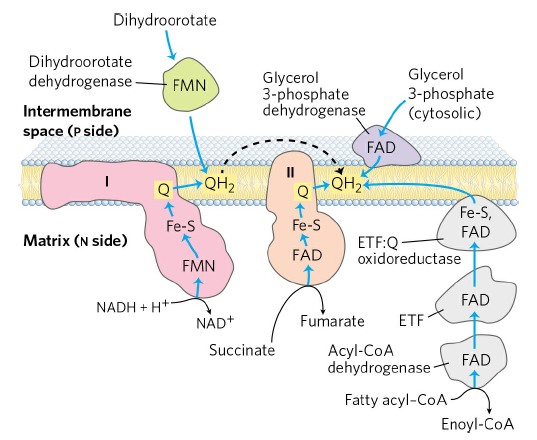 Dihydroorotate
Dihydroorotate
dehydrogenase
FMN
Intermembrane
space (P side)
Glycerol
3-phosphate
dehydrogenase
Glycerol
3-phosphate
(cytosolic)
FAD
I
Q
QH2
II
Q
QH2
Matrix (N side)
Fe-S
FMN
NADH + H+
NAD+
Fe-S
FAD
Succinate
Fumarate
Fe-S,
FAD
ETF:Q
oxidoreductase
FAD
ETF
Acyl-CoA
dehydrogenase
FAD
Fatty acyl–CoA
Enoyl-CoA